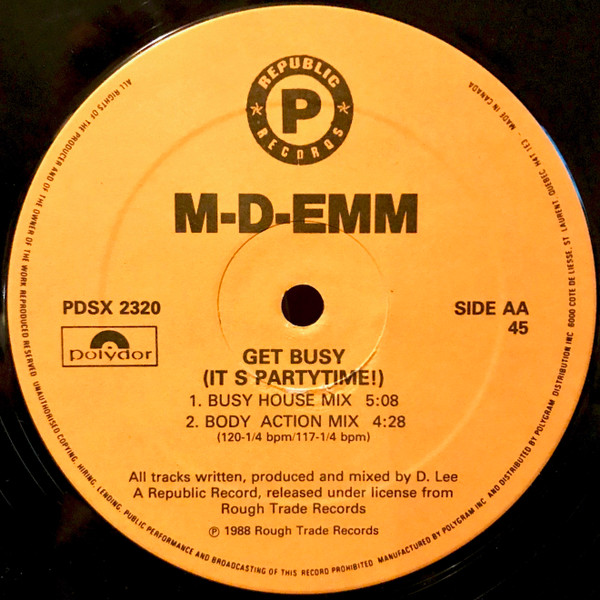 REPUBLIC
P
RECORDS
M-D-EMM
PDSX 2320
polydor
SIDE AA
45
GET BUSY
(IT S PARTYTIME!)
1. BUSY HOUSE MIX 5:08
2. BODY ACTION MIX 4:28
(120-1/4 bpm/117-1/4 bpm)
All tracks written, produced and mixed by D. Lee
A Republic Record, released under license from
Rough Trade Records
Ⓟ 1988 Rough Trade Records
ALL RIGHTS OF THE PRODUCER AND OF THE OWNER OF THE WORK REPRODUCED RESERVED UNAUTHORISED COPYING, HIRING, LENDING, PUBLIC PERFORMANCE AND BROADCASTING OF THIS RECORD PROHIBITED MANUFACTURED BY POLYGRAM INC. AND DISTRIBUTED BY POLYGRAM DISTRIBUTION INC 6000 COTE DE LIESSE, ST LAURENT QUEBEC H4T 1E3 - MADE IN CANADA